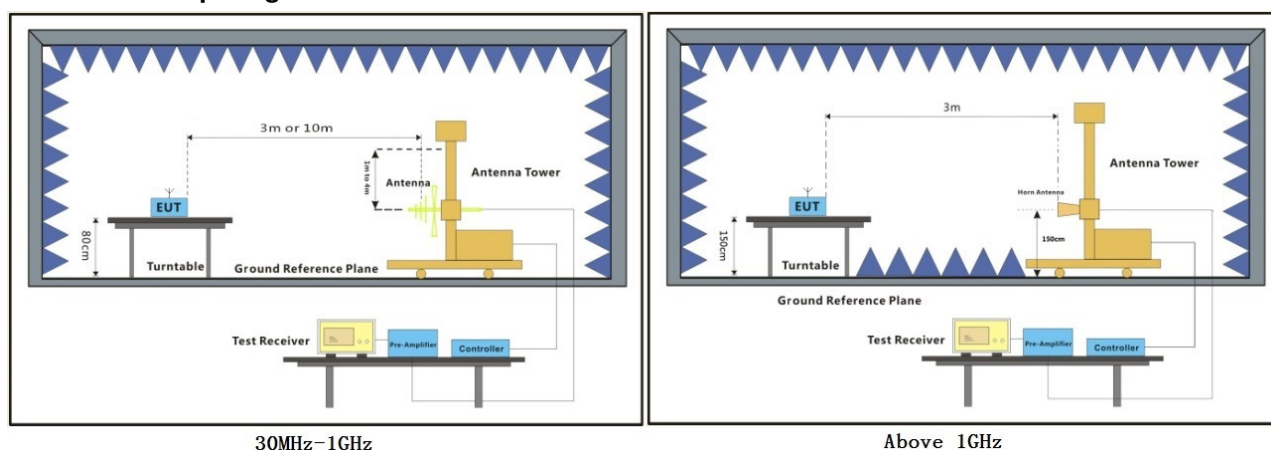 3m or 10m
1m to 4m
Antenna
Antenna Tower
EUT
80cm
Turntable
Ground Reference Plane
Test Receiver
Pre-Amplifier
Controller
30MHz-1GHz
3m
Antenna Tower
Horn Antenna
EUT
150cm
150cm
Turntable
Ground Reference Plane
Test Receiver
Pre-Amplifier
Controller
Above 1GHz